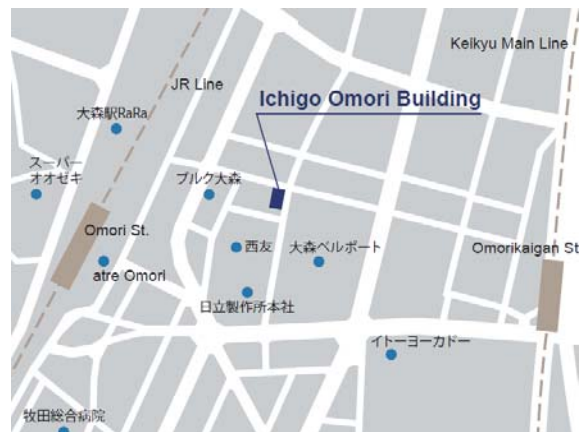 Keikyu Main Line
JR Line
Ichigo Omori Building
大森駅RaRa
スーパー
オオゼキ
ブルク大森
Omori St.
西友
大森ベルポート
Omorikaigan St
atre Omori
日立製作所本社
イトーヨーカドー
牧田総合病院